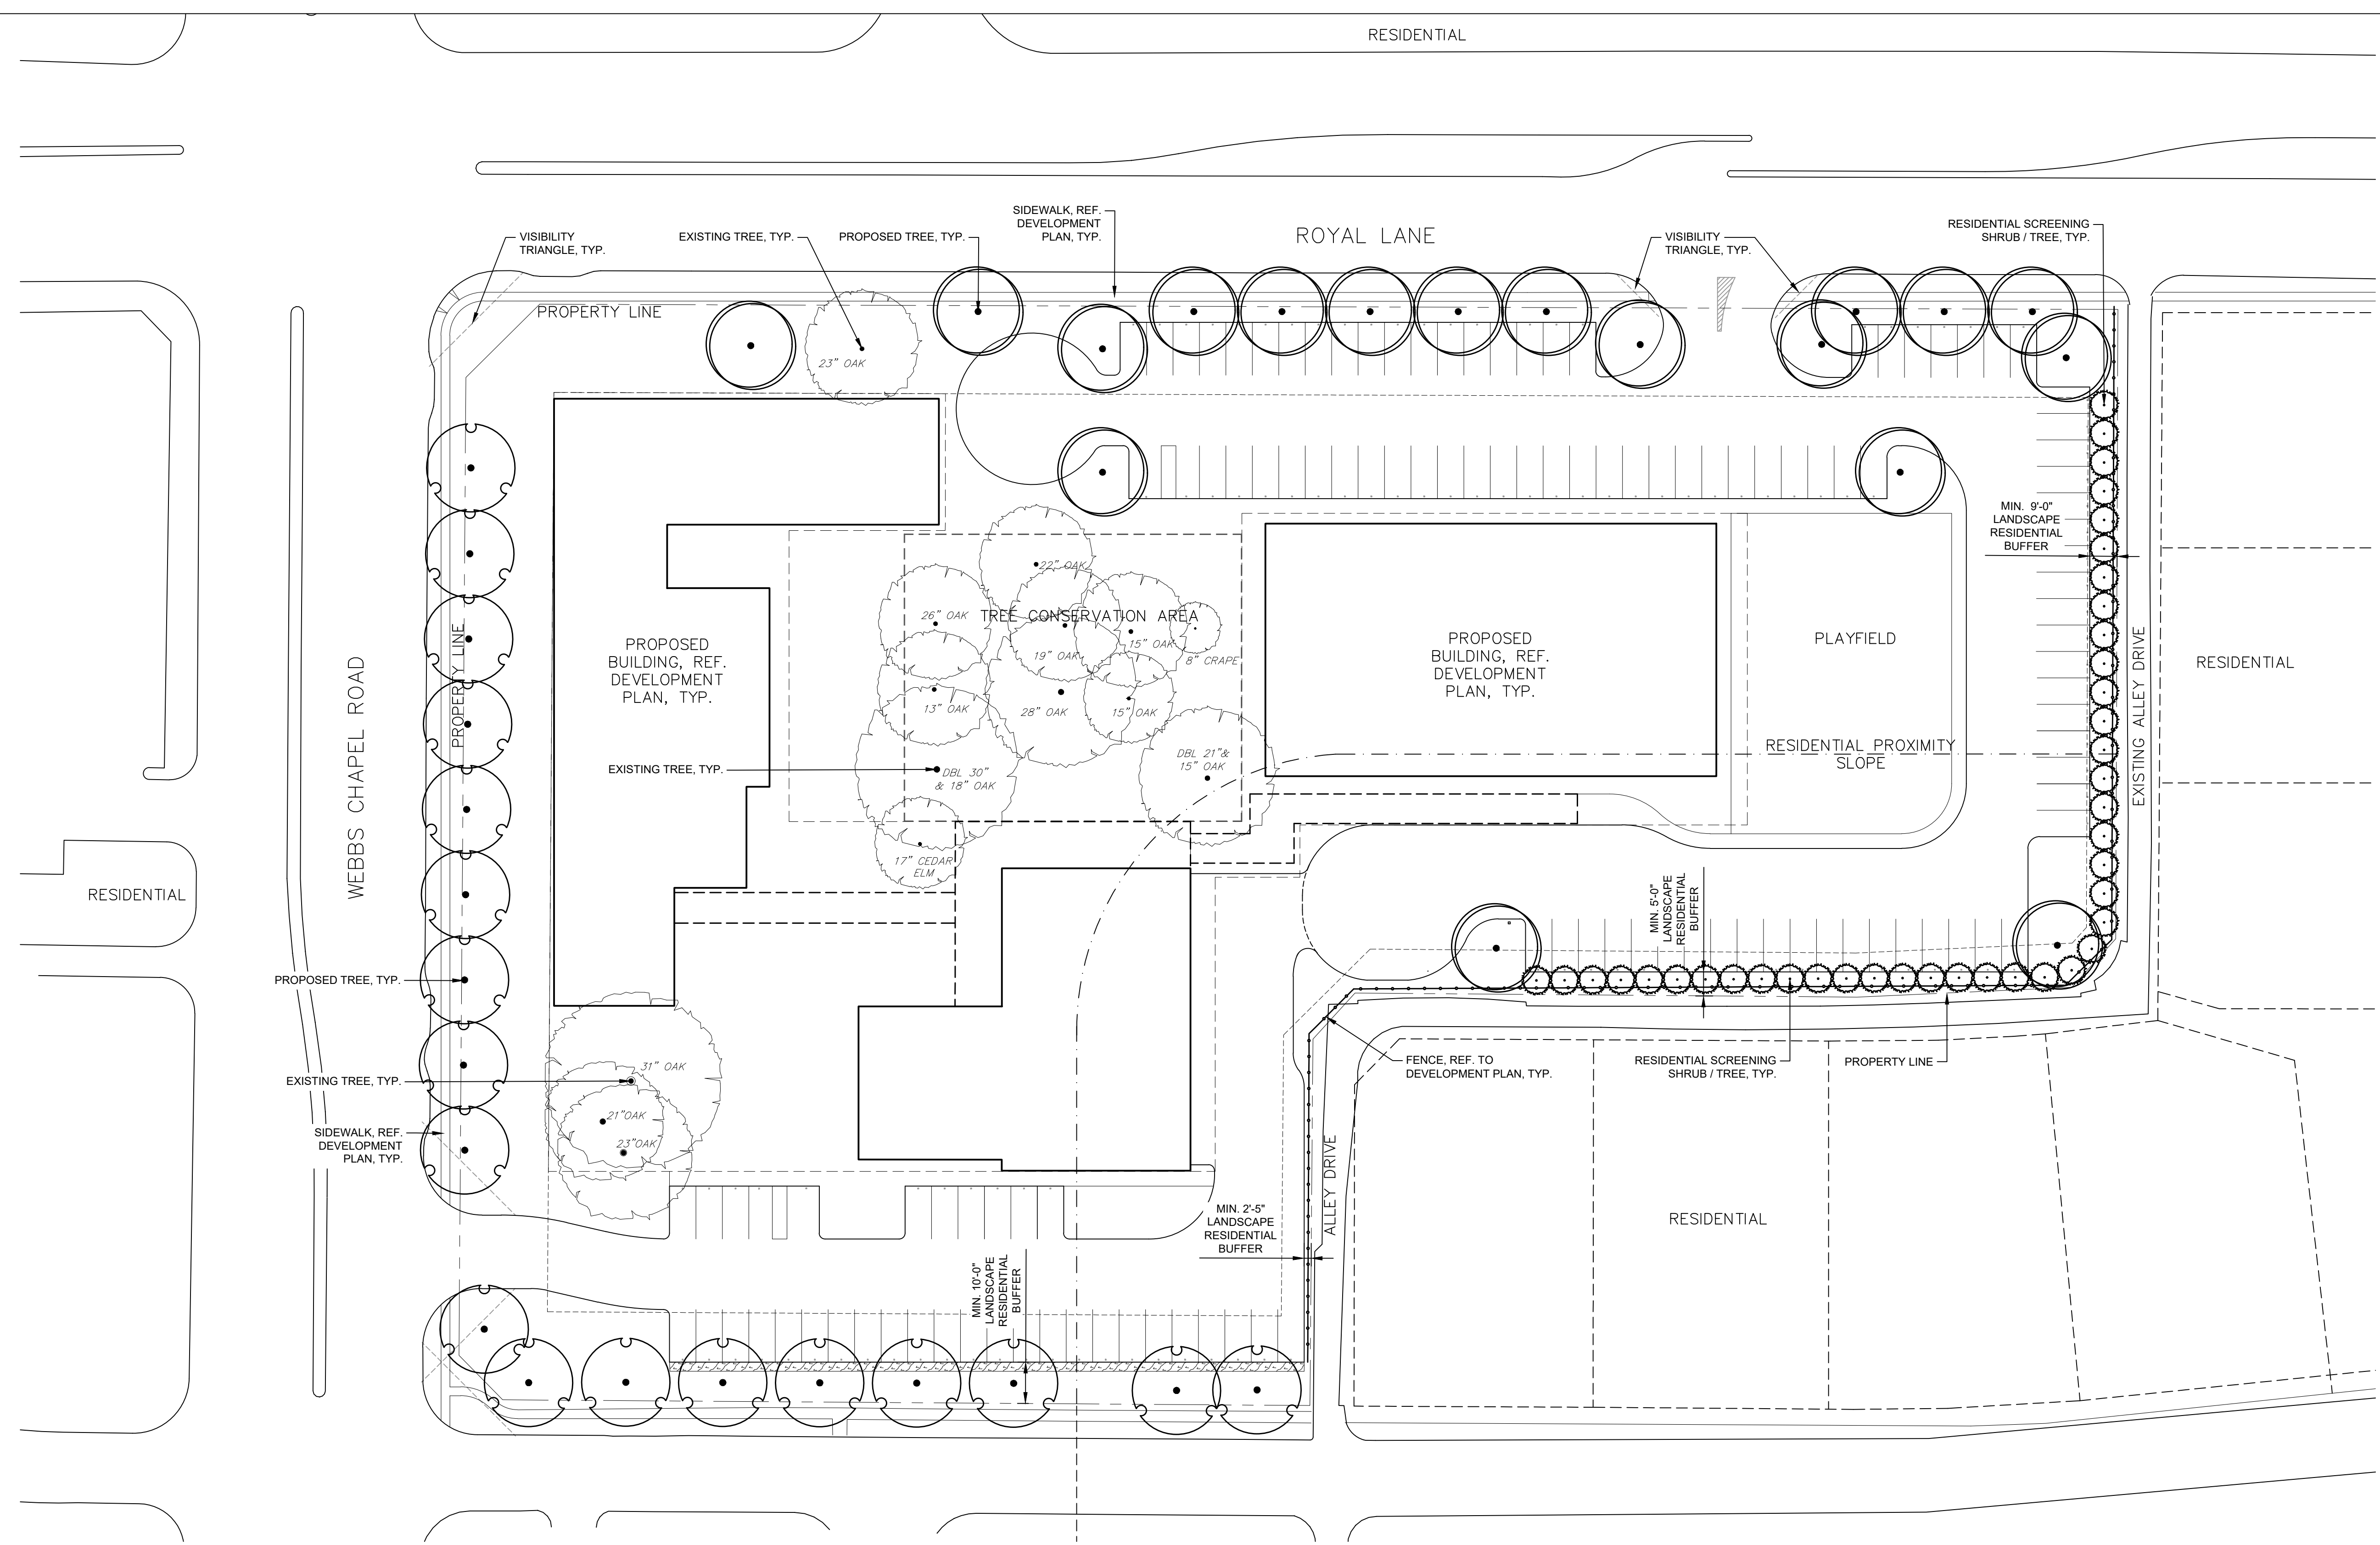 RESIDENTIAL
SIDEWALK, REF.
DEVELOPMENT
PLAN, TYP.
VISIBILITY
TRIANGLE, TYP.
EXISTING TREE, TYP.
PROPOSED TREE, TYP.
ROYAL LANE
VISIBILITY
TRIANGLE, TYP.
RESIDENTIAL SCREENING
SHRUB / TREE, TYP.
PROPERTY LINE
23" OAK
MIN. 9'-0"
LANDSCAPE
RESIDENTIAL
BUFFER
22" OAK
26" OAK
TREE CONSERVATION AREA
19" OAK
15" OAK
8" CRAPE
13" OAK
28" OAK
15" OAK
PROPOSED
BUILDING, REF.
DEVELOPMENT
PLAN, TYP.
PROPOSED
BUILDING, REF.
DEVELOPMENT
PLAN, TYP.
PLAYFIELD
RESIDENTIAL
EXISTING ALLEY DRIVE
PROPERTY LINE
WEBBS CHAPEL ROAD
RESIDENTIAL PROXIMITY
SLOPE
DBL 21"&
15" OAK
EXISTING TREE, TYP.
DBL 30"
& 18" OAK
17" CEDAR
ELM
RESIDENTIAL
MIN. 5'-0"
LANDSCAPE
RESIDENTIAL
BUFFER
PROPOSED TREE, TYP.
31" OAK
EXISTING TREE, TYP.
21"OAK
23"OAK
SIDEWALK, REF.
DEVELOPMENT
PLAN, TYP.
FENCE, REF. TO
DEVELOPMENT PLAN, TYP.
RESIDENTIAL SCREENING
SHRUB / TREE, TYP.
PROPERTY LINE
ALLEY DRIVE
MIN. 2'-5"
LANDSCAPE
RESIDENTIAL
BUFFER
RESIDENTIAL
MIN. 10'-0"
LANDSCAPE
RESIDENTIAL
BUFFER